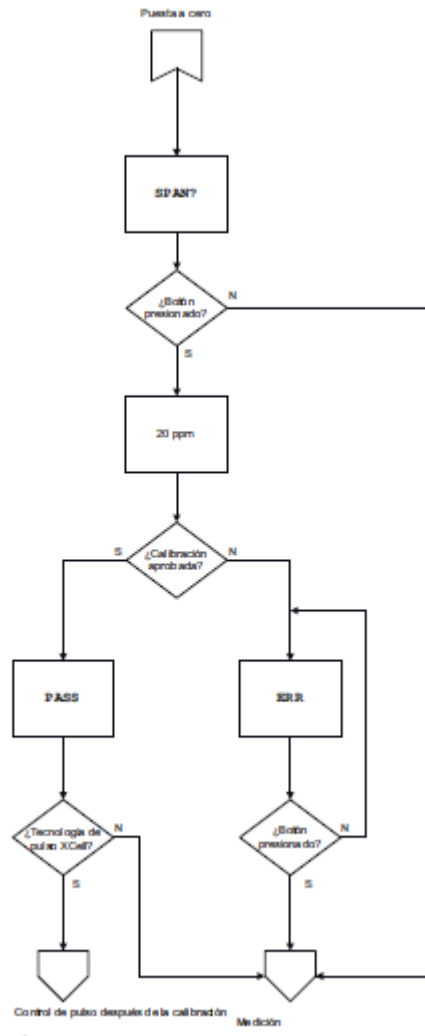 Puesta a cero
SPAN?
¿Botón
presionado?
N
S
20 ppm
¿Calibración
aprobada?
S
N
PASS
ERR
¿Tecnología de
pulso XCell?
N
S
¿Botón
presionado?
N
S
Control de pulso después de la calibración
Medición